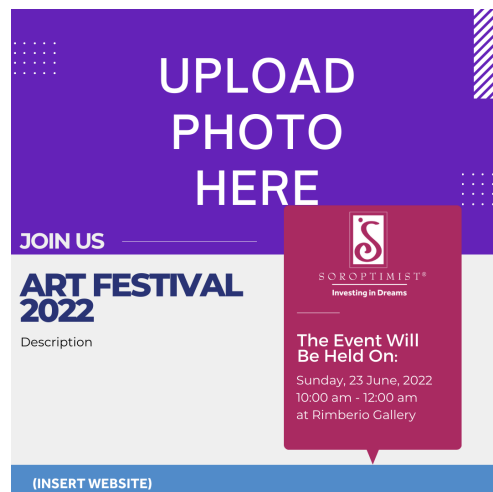 UPLOAD
PHOTO
HERE
JOIN US
ART FESTIVAL
2022
Description
S
SOROPTIMIST®
Investing in Dreams
The Event Will
Be Held On:
Sunday, 23 June, 2022
10:00 am - 12:00 am
at Rimberio Gallery
(INSERT WEBSITE)